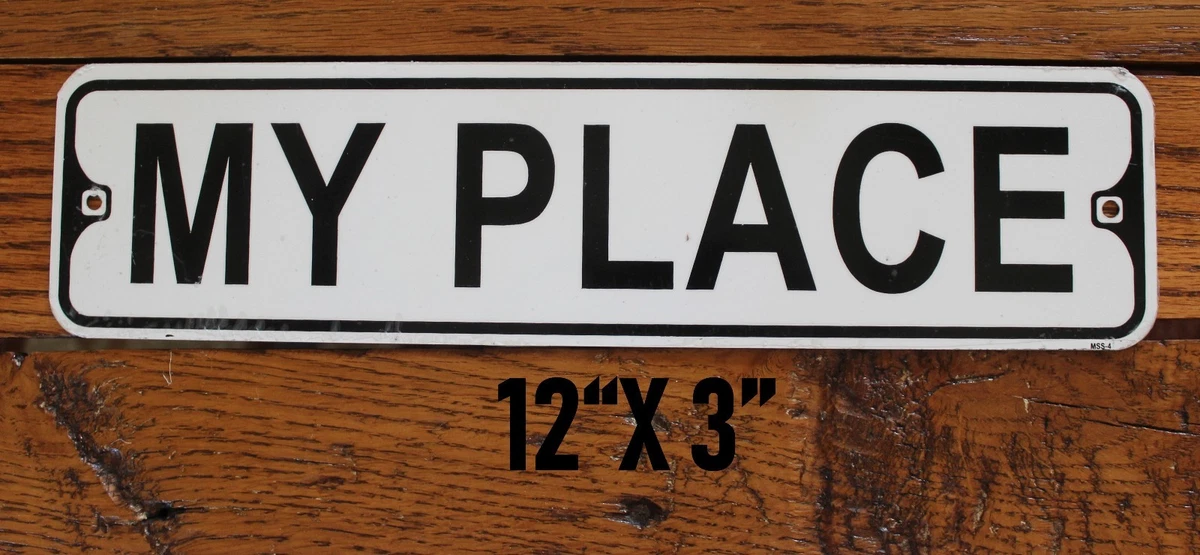 MY PLACE
MSS-4
12“X 3”